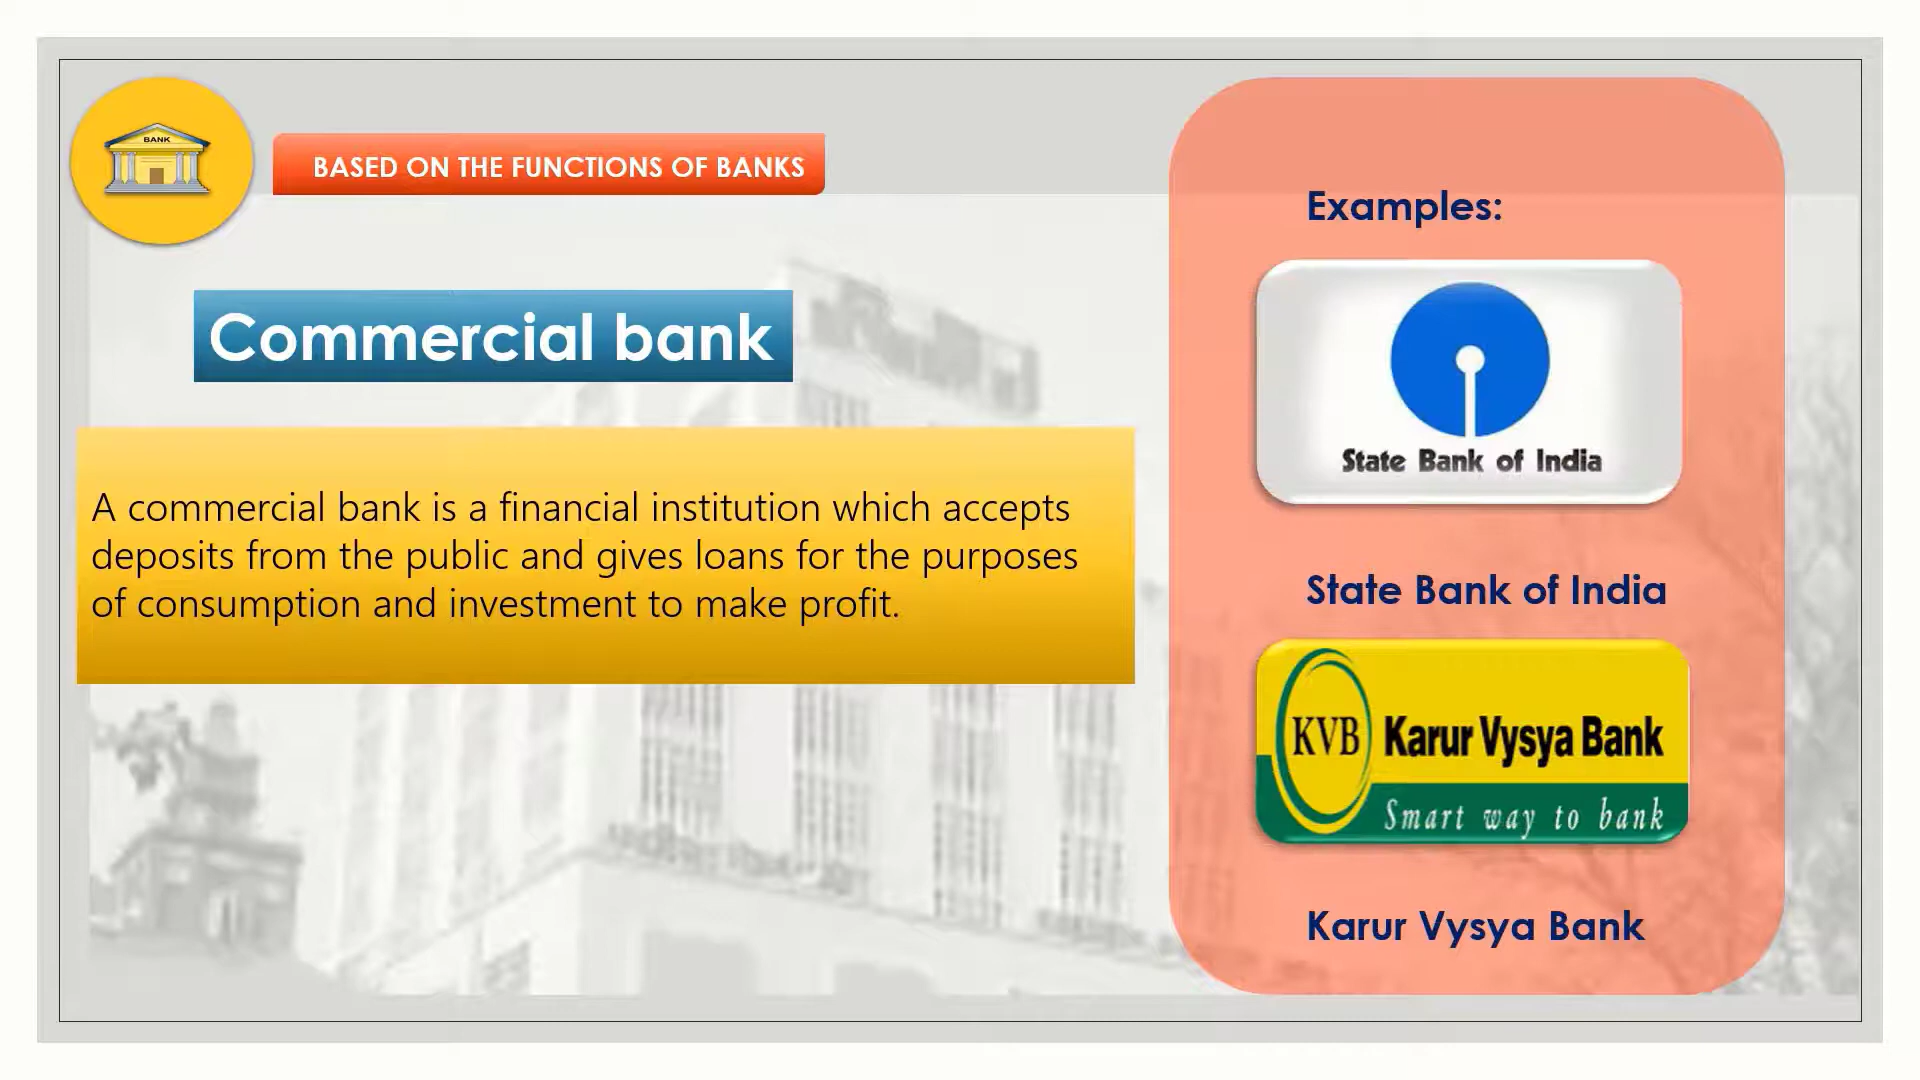 BANK
BASED ON THE FUNCTIONS OF BANKS
Commercial bank
A commercial bank is a financial institution which accepts
deposits from the public and gives loans for the purposes
of consumption and investment to make profit.
Examples:
State Bank of India
State Bank of India
KVB Karur Vysya Bank
Smart way to bank
Karur Vysya Bank